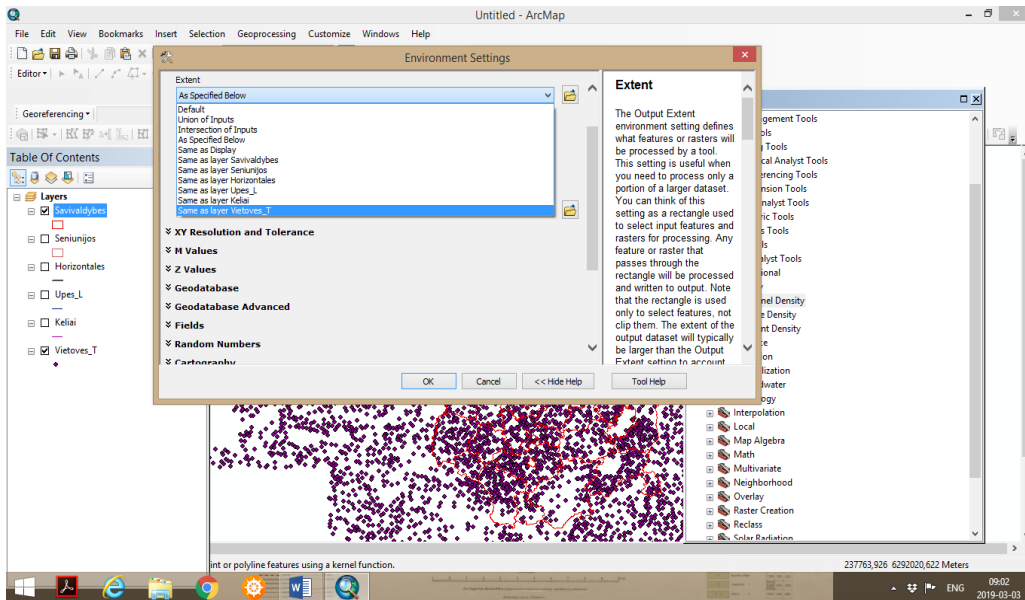 Untitled - ArcMap
File Edit View Bookmarks Insert Selection Geoprocessing Customize Windows Help
Editor
Georeferencing
Table Of Contents
Layers
Savivaldybes
Seniunijos
Horizontales
Upes_L
Keliai
Vietoves_T
Environment Settings
Extent
As Specified Below
Default
Union of Inputs
Intersection of Inputs
As Specified Below
Same as Display
Same as layer Savivaldybes
Same as layer Seniunijos
Same as layer Horizontales
Same as layer Upes_L
Same as layer Keliai
Same as layer Vietoves_T
XY Resolution and Tolerance
M Values
Z Values
Geodatabase
Geodatabase Advanced
Fields
Random Numbers
Cartography
OK Cancel << Hide Help Tool Help
Extent
The Output Extent
environment setting defines
what features or rasters will
be processed by a tool.
This setting is useful when
you need to process only a
portion of a larger dataset.
You can think of this
setting as a rectangle used
to select input features and
rasters for processing. Any
feature or raster that
passes through the
rectangle will be processed
and written to output. Note
that the rectangle is used
only to select features, not
clip them. The extent of the
output dataset will typically
be larger than the Output
Extent setting to account
gement Tools
ols
Tools
cal Analyst Tools
erencing Tools
nsion Tools
nalyst Tools
ric Tools
s Tools
ls
lyst Tools
ional
nel Density
e Density
nt Density
ce
on
lization
dwater
ogy
Interpolation
Local
Map Algebra
Math
Multivariate
Neighborhood
Overlay
Raster Creation
Reclass
Solar Radiation
int or polyline features using a kernel function.
237763,926 6292020,622 Meters
ENG
09:02
2019-03-03